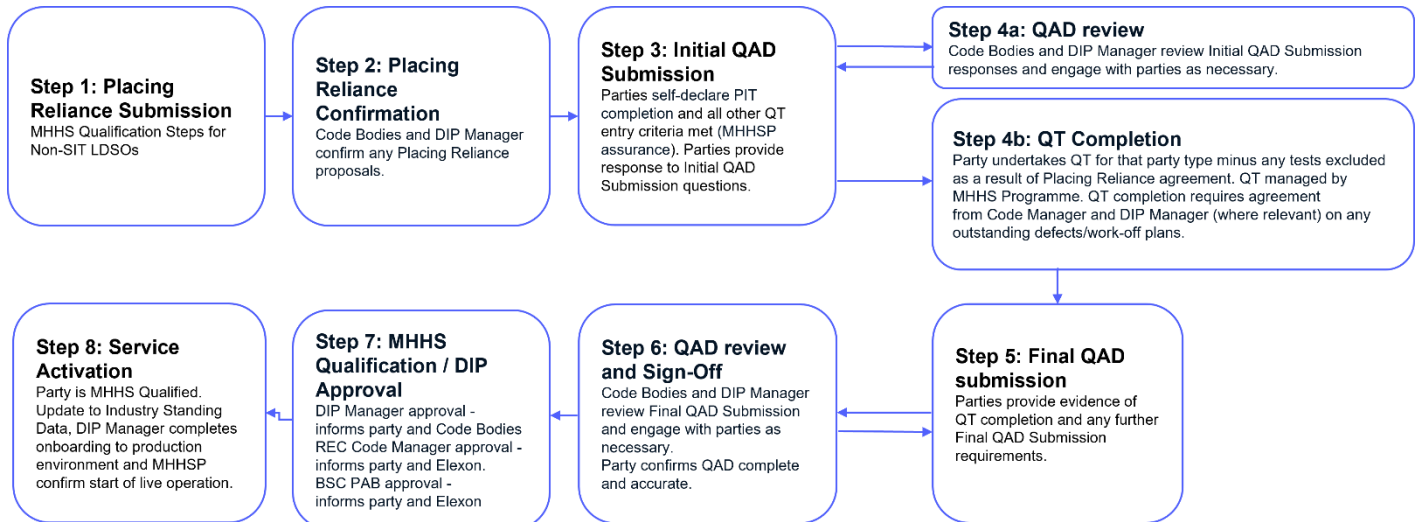 Step 1: Placing
Reliance Submission
MHHS Qualification Steps for
Non-SIT LDSOs
Step 2: Placing
Reliance
Confirmation
Code Bodies and DIP Manager
confirm any Placing Reliance
proposals.
Step 3: Initial QAD
Submission
Parties self-declare PIT
completion and all other QT
entry criteria met (MHHSP
assurance). Parties provide
response to Initial QAD
Submission questions.
Step 4a: QAD review
Code Bodies and DIP Manager review Initial QAD Submission
responses and engage with parties as necessary.
Step 4b: QT Completion
Party undertakes QT for that party type minus any tests excluded
as a result of Placing Reliance agreement. QT managed by
MHHS Programme. QT completion requires agreement
from Code Manager and DIP Manager (where relevant) on any
outstanding defects/work-off plans.
Step 5: Final QAD
submission
Parties provide evidence of
QT completion and any further
Final QAD Submission
requirements.
Step 6: QAD review
and Sign-Off
Code Bodies and DIP Manager
review Final QAD Submission
and engage with parties as
necessary.
Party confirms QAD complete
and accurate.
Step 7: MHHS
Qualification / DIP
Approval
DIP Manager approval -
informs party and Code Bodies
REC Code Manager approval -
informs party and Elexon.
BSC PAB approval -
informs party and Elexon
Step 8: Service
Activation
Party is MHHS Qualified.
Update to Industry Standing
Data, DIP Manager completes
onboarding to production
environment and MHHSP
confirm start of live operation.